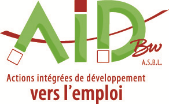 AID Bw
A.S.B.L.
Actions intégrées de développement
vers l'emploi